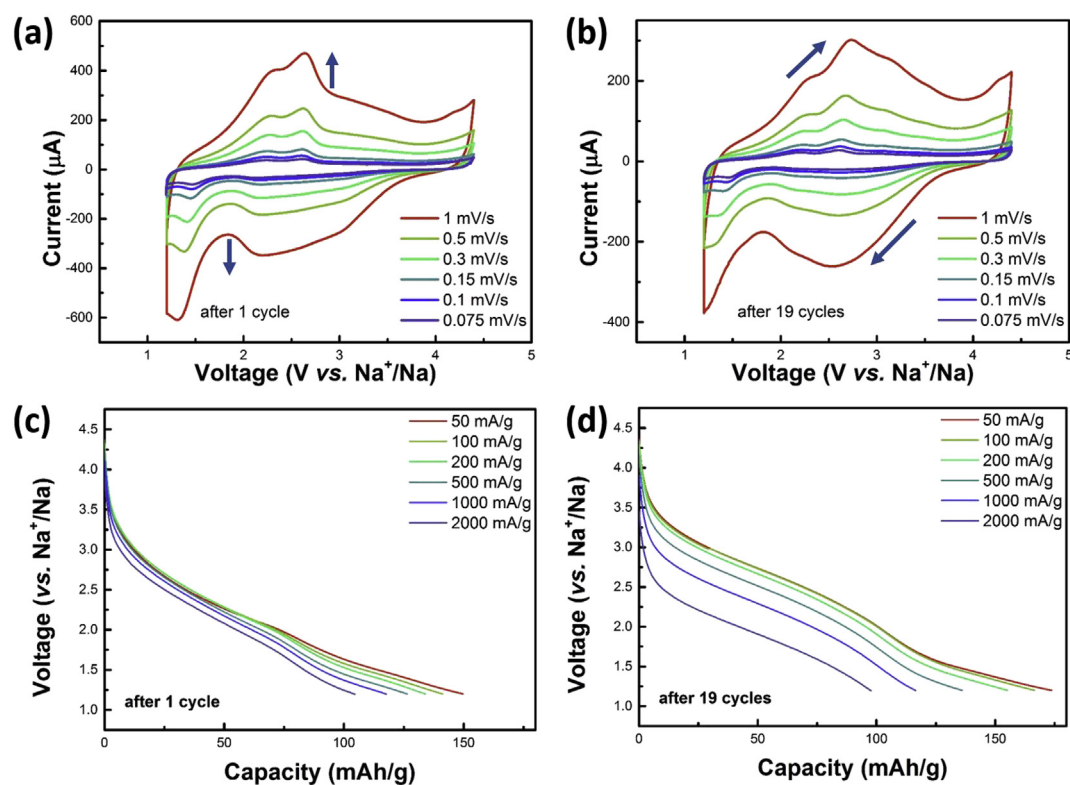 (a)
Current (µA)
600
400
200
0
-200
-400
-600
1 mV/s
0.5 mV/s
0.3 mV/s
0.15 mV/s
0.1 mV/s
0.075 mV/s
after 1 cycle
1 2 3 4 5
Voltage (V vs. Na⁺/Na)
(b)
Current (µA)
200
0
-200
-400
1 mV/s
0.5 mV/s
0.3 mV/s
0.15 mV/s
0.1 mV/s
0.075 mV/s
after 19 cycles
1 2 3 4 5
Voltage (V vs. Na⁺/Na)
(c)
Voltage (vs. Na⁺/Na)
4.5
4.0
3.5
3.0
2.5
2.0
1.5
1.0
50 mA/g
100 mA/g
200 mA/g
500 mA/g
1000 mA/g
2000 mA/g
after 1 cycle
0 50 100 150
Capacity (mAh/g)
(d)
Voltage (vs. Na⁺/Na)
4.5
4.0
3.5
3.0
2.5
2.0
1.5
1.0
50 mA/g
100 mA/g
200 mA/g
500 mA/g
1000 mA/g
2000 mA/g
after 19 cycles
0 50 100 150
Capacity (mAh/g)